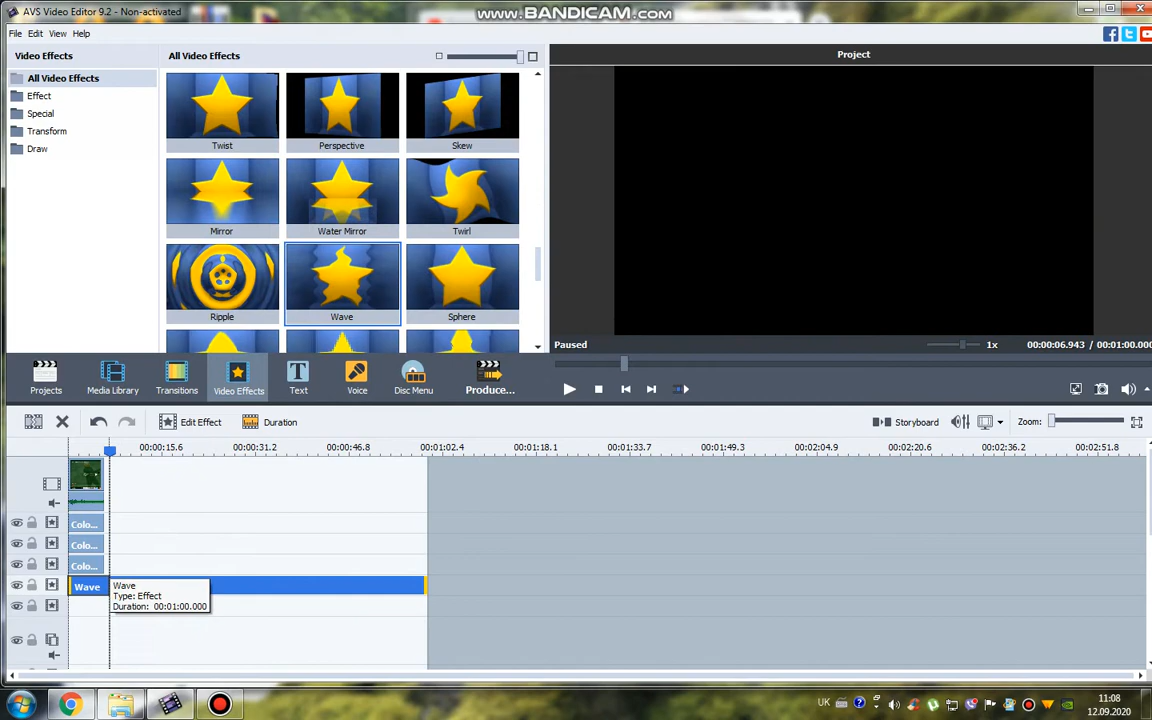 AVS Video Editor 9.2 - Non-activated
www.BANDICAM.com
File Edit View Help
Video Effects
All Video Effects
Project
All Video Effects
Effect
Special
Transform
Draw
Twist Perspective Skew
Mirror Water Mirror Twirl
Ripple Wave Sphere
Paused
1x
00:00:06.943 / 00:01:00.000
Projects Media Library Transitions Video Effects Text Voice Disc Menu Produce...
Edit Effect Duration
Storyboard
Zoom:
00:00:15.6 00:00:31.2 00:00:46.8 00:01:02.4 00:01:18.1 00:01:33.7 00:01:49.3 00:02:04.9 00:02:20.6 00:02:36.2 00:02:51.8
Colo...
Colo...
Colo...
Wave
Wave
Type: Effect
Duration: 00:01:00.000
UK
11:08
12.09.2020